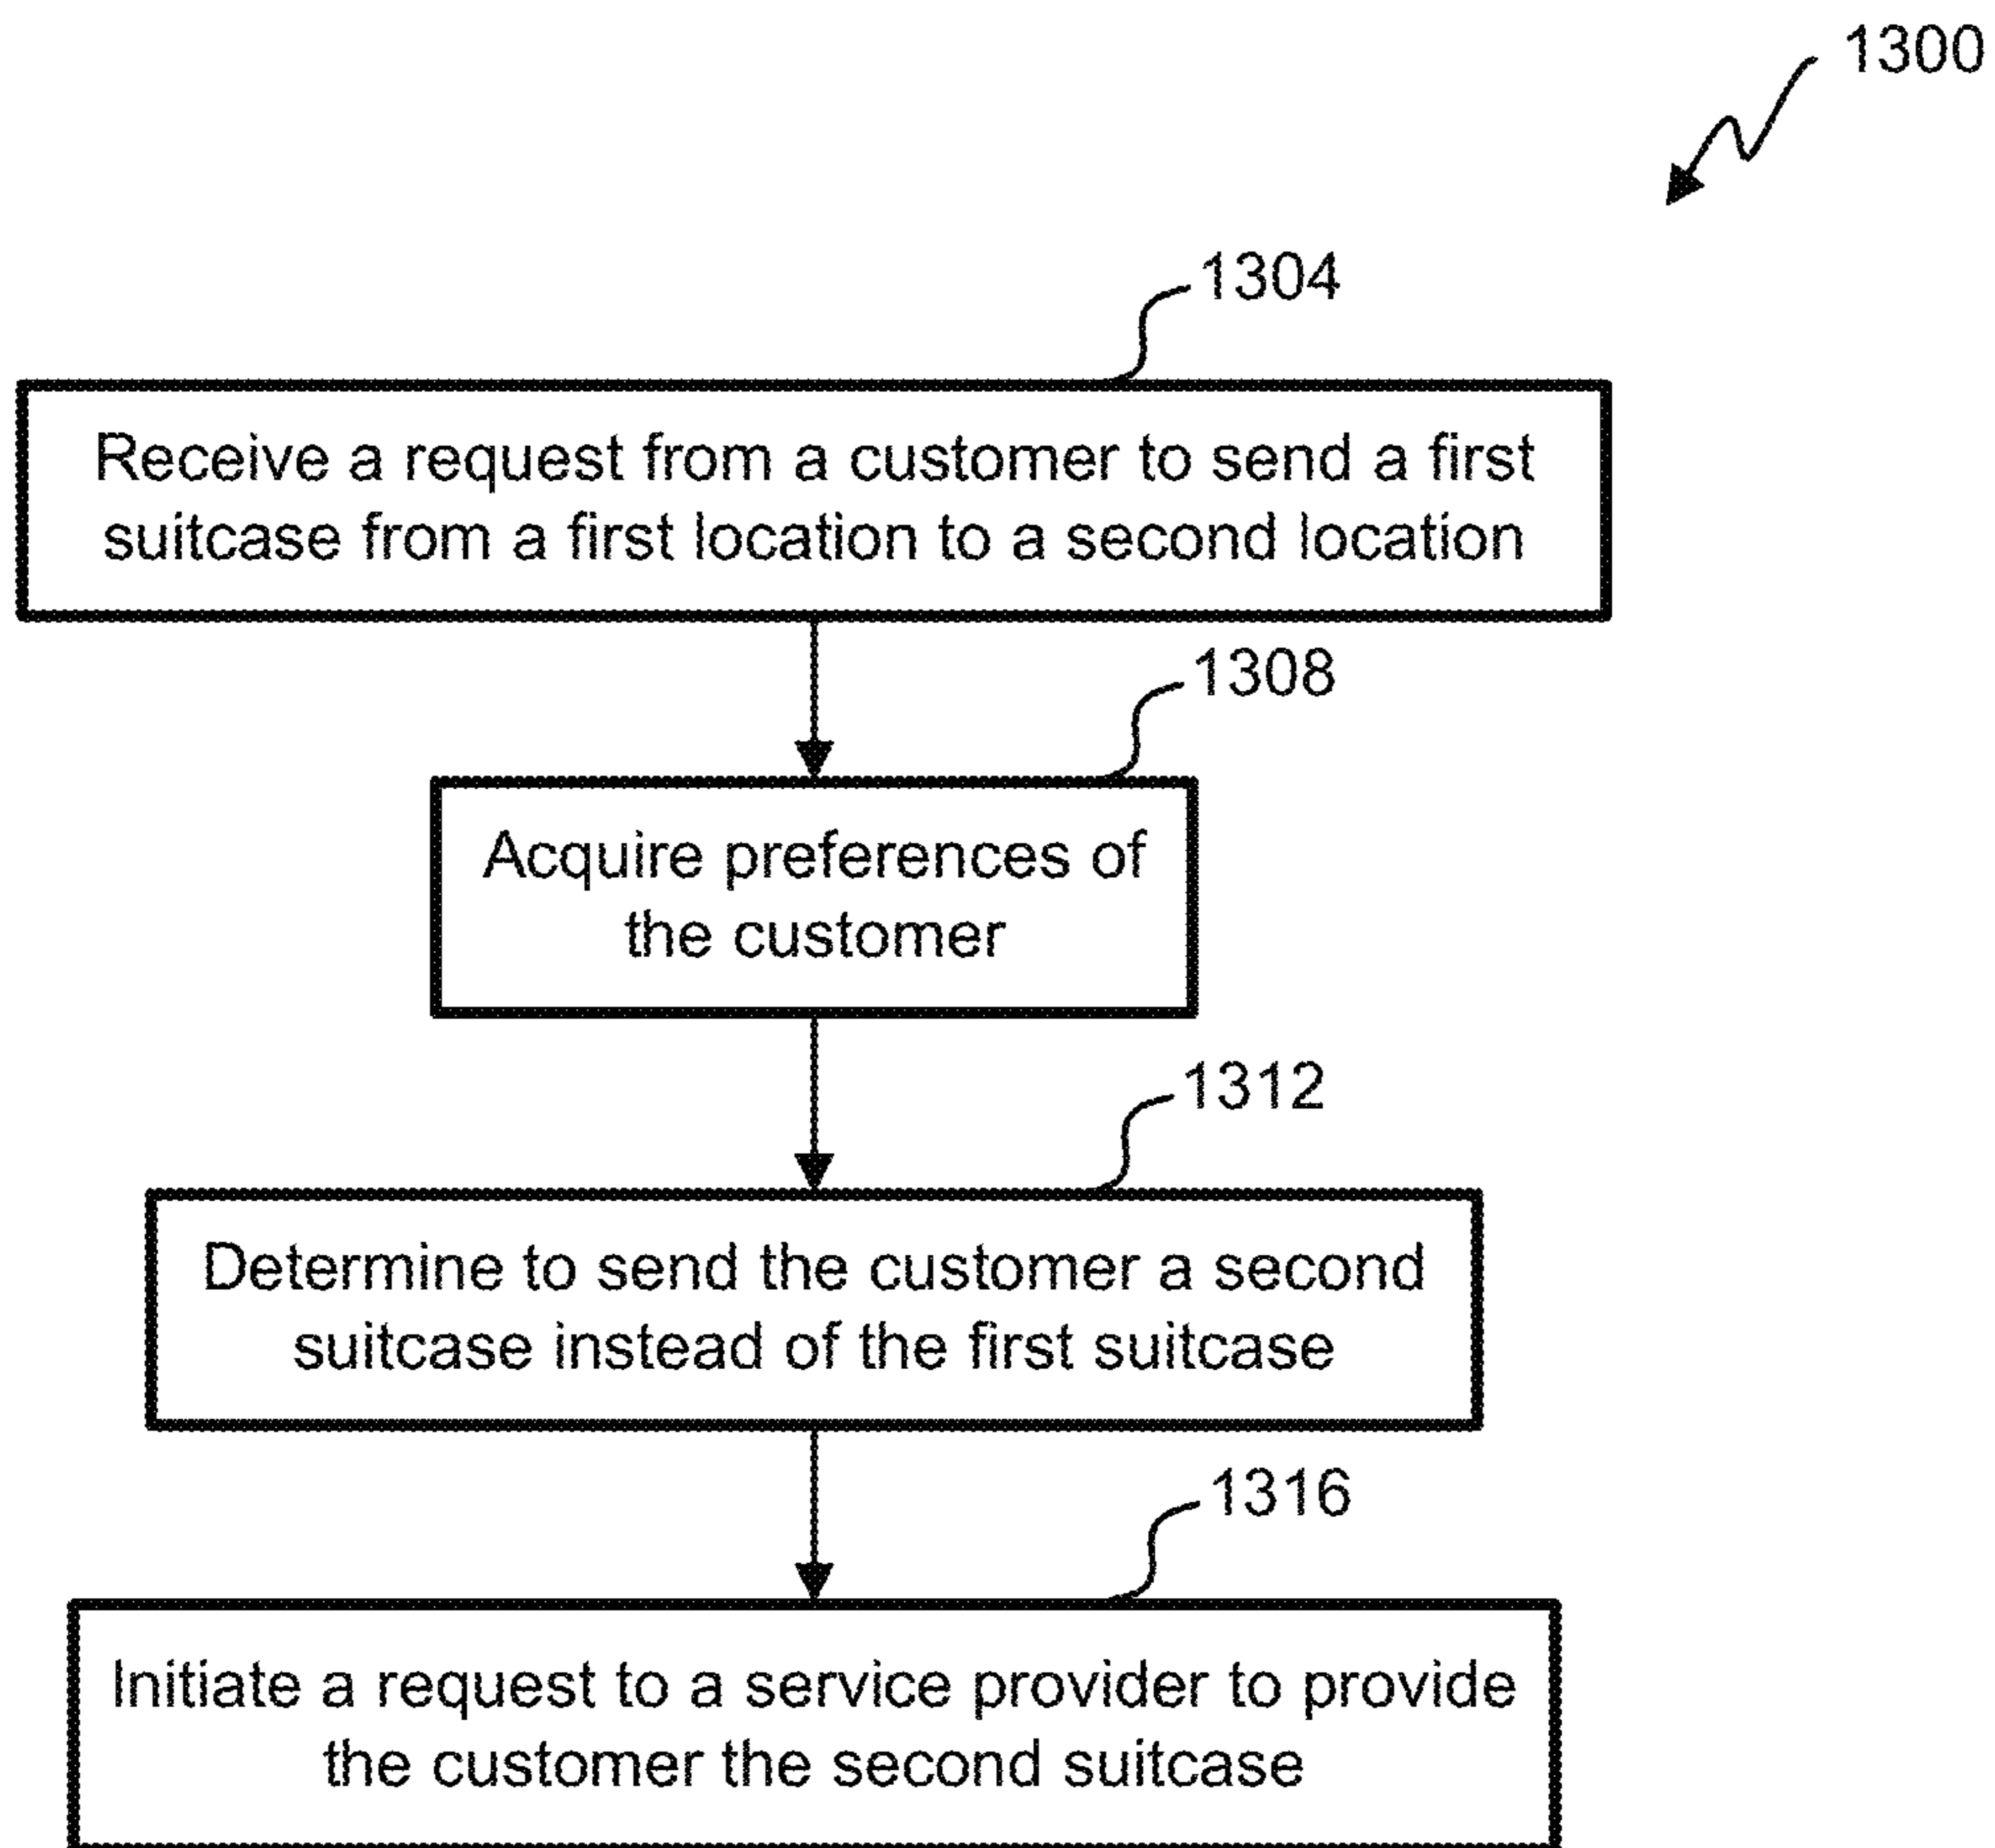 1300
1304
Receive a request from a customer to send a first
suitcase from a first location to a second location
1308
Acquire preferences of
the customer
1312
Determine to send the customer a second
suitcase instead of the first suitcase
1316
Initiate a request to a service provider to provide
the customer the second suitcase